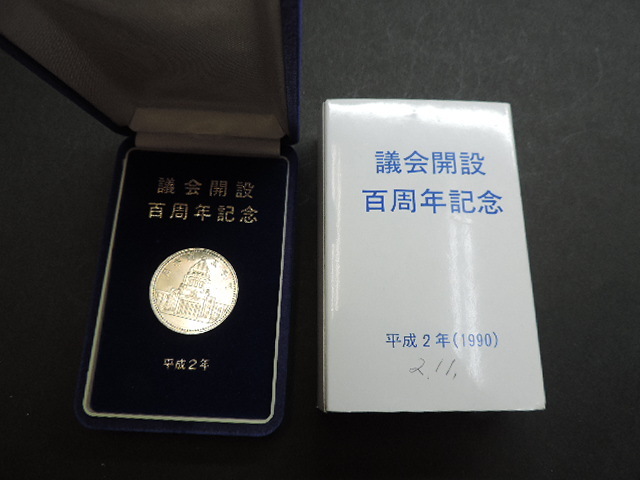 議会開設
百周年記念
平成2年
議会開設
百周年記念
平成2年(1990)
2.11.